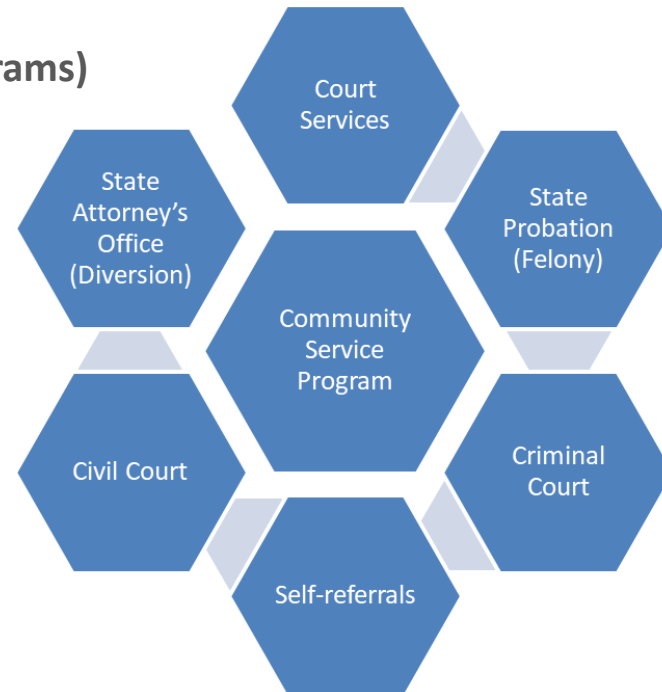 rams)
Court
Services
State
Attorney’s
Office
(Diversion)
State
Probation
(Felony)
Community
Service
Program
Civil Court
Criminal
Court
Self-referrals